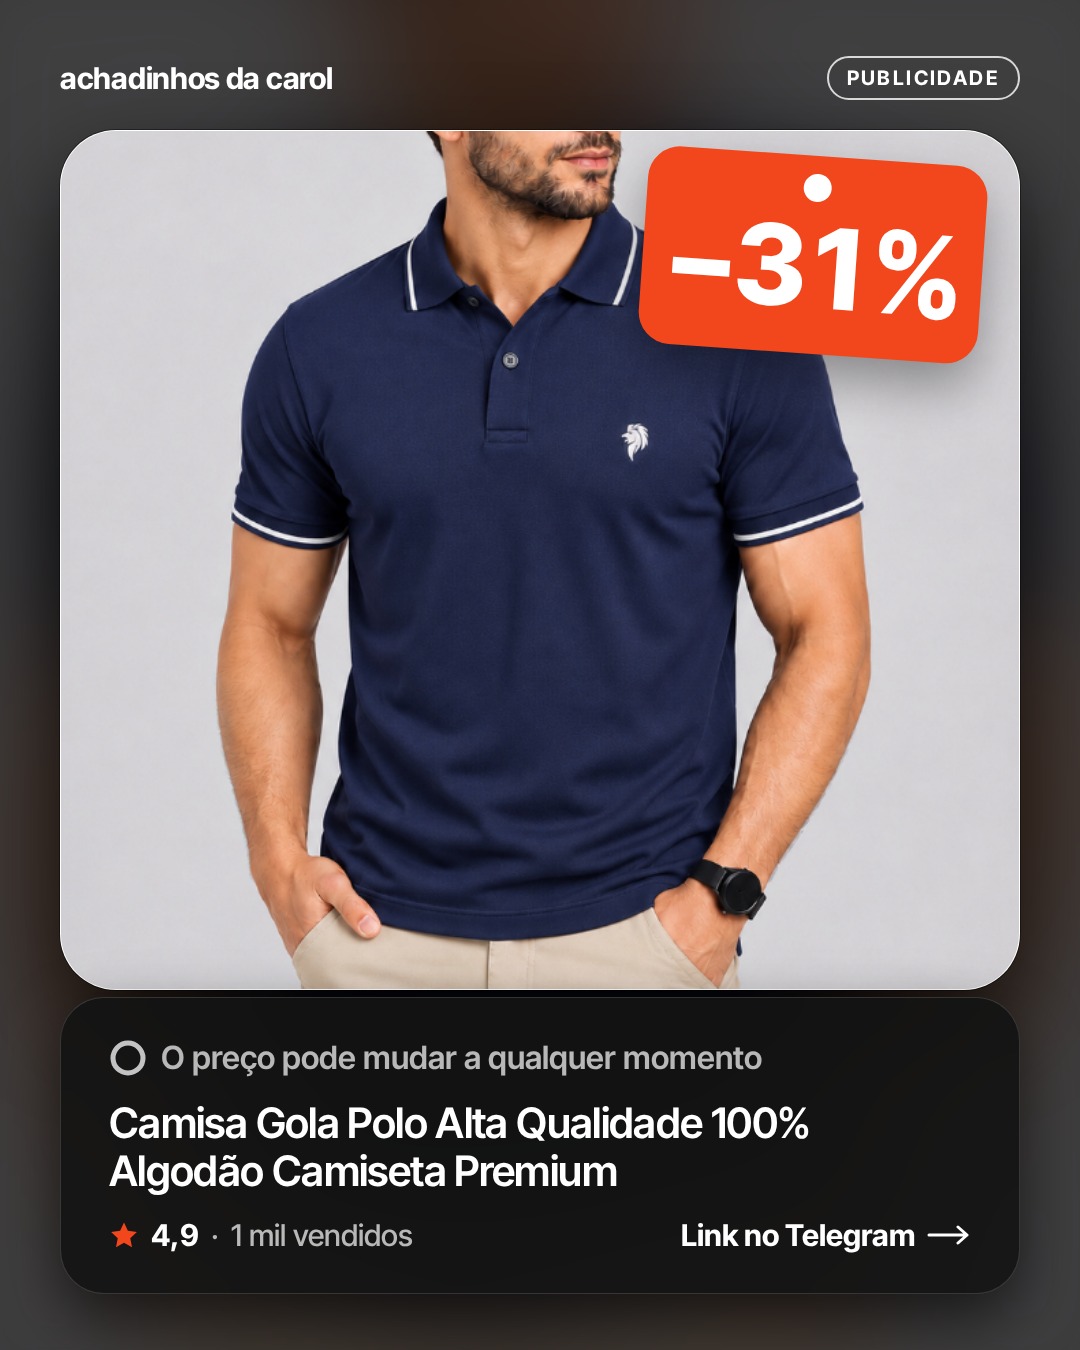 achadinhos da carol
PUBLICIDADE
–31%
O preço pode mudar a qualquer momento
Camisa Gola Polo Alta Qualidade 100%
Algodão Camiseta Premium
4,9 · 1 mil vendidos
Link no Telegram →